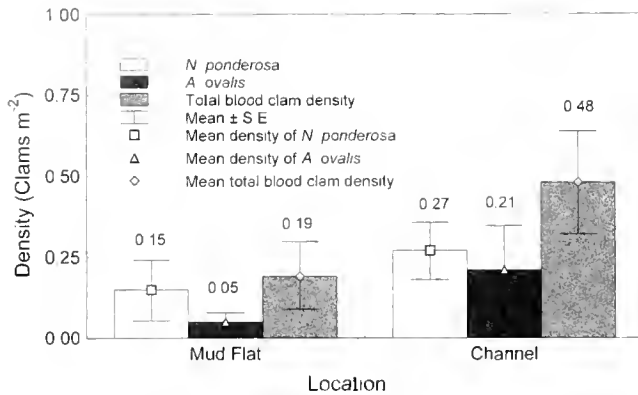 1 00
N ponderosa
A ovalis
Total blood clam density
Mean ± S E
Mean density of N ponderosa
Mean density of A ovalis
Mean total blood clam density
0.75
0 50
0.25
0 00
Density (Clams m⁻²)
0 15
0 05
0 19
0 27
0.21
0 48
Mud Flat
Channel
Location